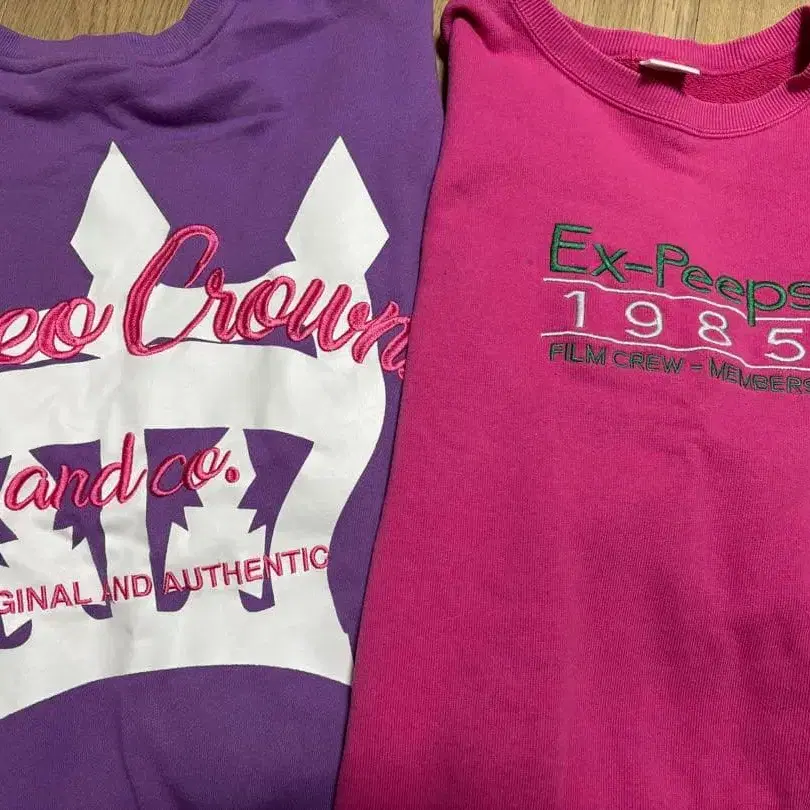 eo Crown
and co.
GINAL AND AUTHENTIC
Ex-Peeps
1985
FILM CREW - MEMBERS